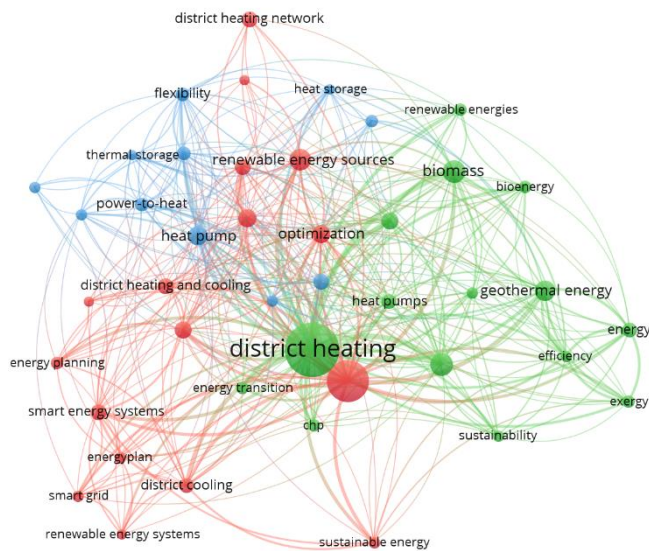 district heating network
flexibility
heat storage
renewable energies
thermal storage
renewable energy sources
biomass
bioenergy
power-to-heat
heat pump
optimization
district heating and cooling
geothermal energy
heat pumps
energy
district heating
efficiency
energy planning
energy transition
exergy
smart energy systems
chp
sustainability
energyplan
district cooling
smart grid
renewable energy systems
sustainable energy